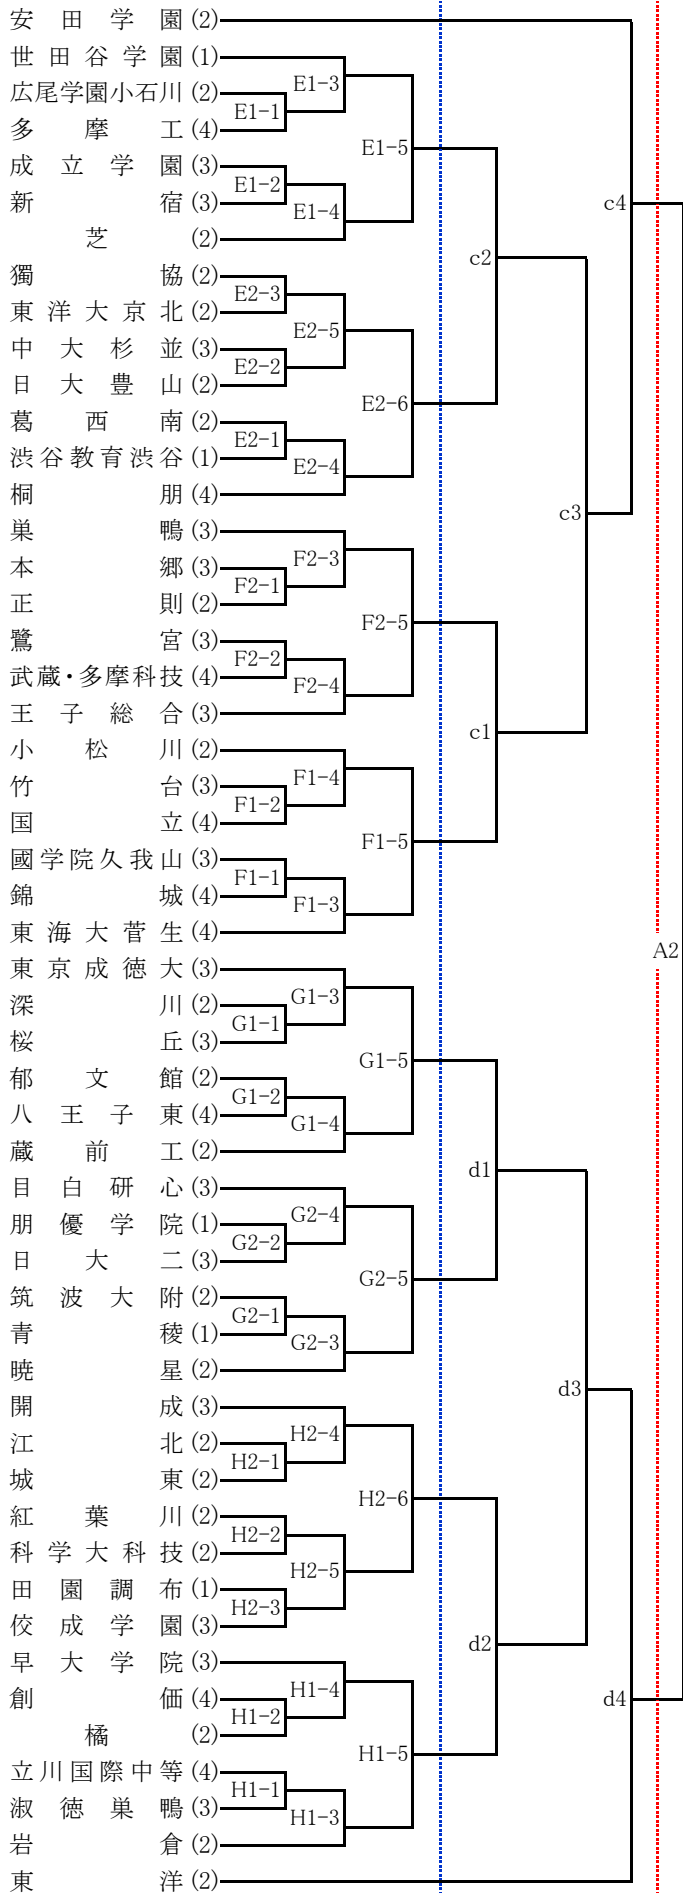 安田学園(2)
世田谷学園(1)
E1-3
広尾学園小石川(2)
E1-1
多摩工(4)
E1-5
成立学園(3)
E1-2
新宿(3)
c4
E1-4
芝(2)
c2
獨協(2)
E2-3
東洋大京北(2)
E2-5
中大杉並(3)
E2-2
日大豊山(2)
E2-6
葛西南(2)
E2-1
渋谷教育渋谷(1)
E2-4
桐朋(4)
c3
巣鴨(3)
F2-3
本郷(3)
F2-1
正則(2)
F2-5
鷺宮(3)
F2-2
武蔵・多摩科技(4)
F2-4
王子総合(3)
c1
小松川(2)
F1-4
竹台(3)
F1-2
国立(4)
F1-5
國学院久我山(3)
F1-1
錦城(4)
F1-3
東海大菅生(4)
A2
東京成徳大(3)
G1-3
深川(2)
G1-1
桜丘(3)
G1-5
郁文館(2)
G1-2
八王子東(4)
G1-4
蔵前工(2)
d1
目白研心(3)
G2-4
朋優学院(1)
G2-2
日大二(3)
G2-5
筑波大附(2)
G2-1
青稜(1)
G2-3
暁星(2)
d3
開成(3)
H2-4
江北(2)
H2-1
城東(2)
H2-6
紅葉川(2)
H2-2
科学大科技(2)
H2-5
田園調布(1)
H2-3
佼成学園(3)
d2
早大学院(3)
H1-4
創価(4)
d4
H1-2
橘(2)
H1-5
立川国際中等(4)
H1-1
淑徳巣鴨(3)
H1-3
岩倉(2)
東洋(2)